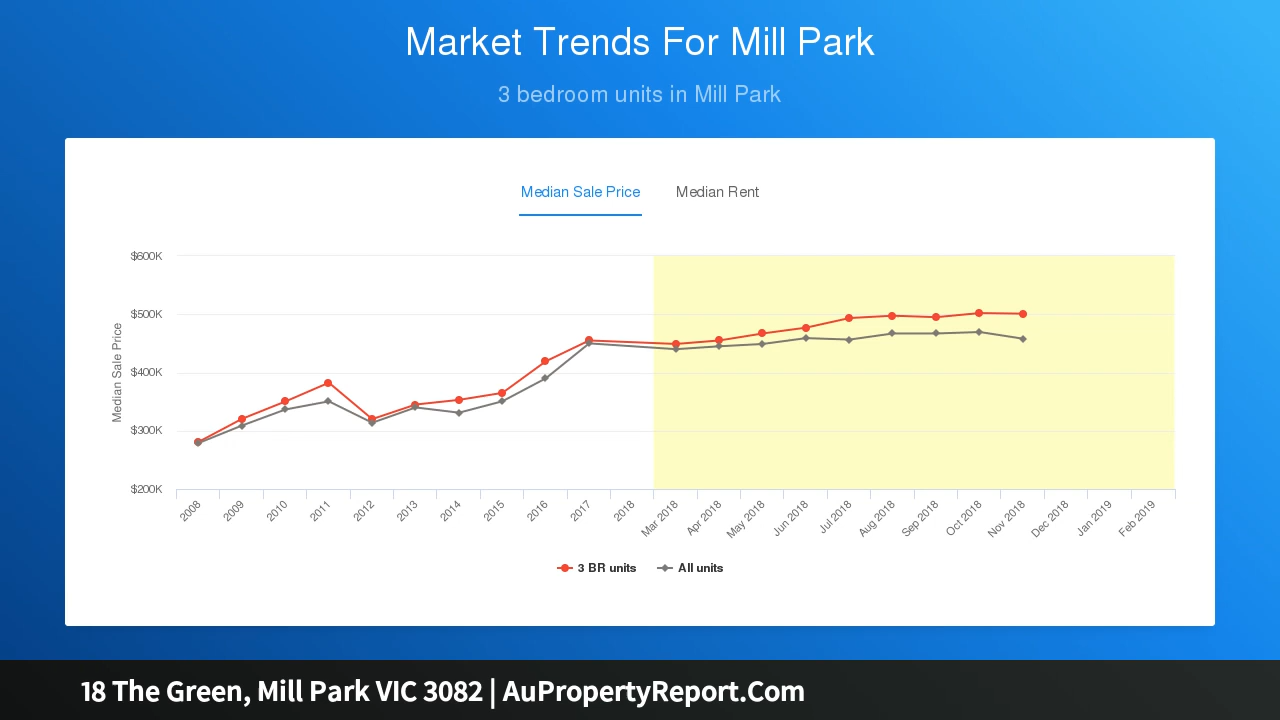 Market Trends For Mill Park
3 bedroom units in Mill Park
Median Sale Price Median Rent
Median Sale Price
$600K
$500K
$400K
$300K
$200K
2008 2009 2010 2011 2012 2013 2014 2015 2016 2017 2018 Mar 2018 Apr 2018 May 2018 Jun 2018 Jul 2018 Aug 2018 Sep 2018 Oct 2018 Nov 2018 Dec 2018 Jan 2019 Feb 2019
3 BR units All units
18 The Green, Mill Park VIC 3082 | AuPropertyReport.Com